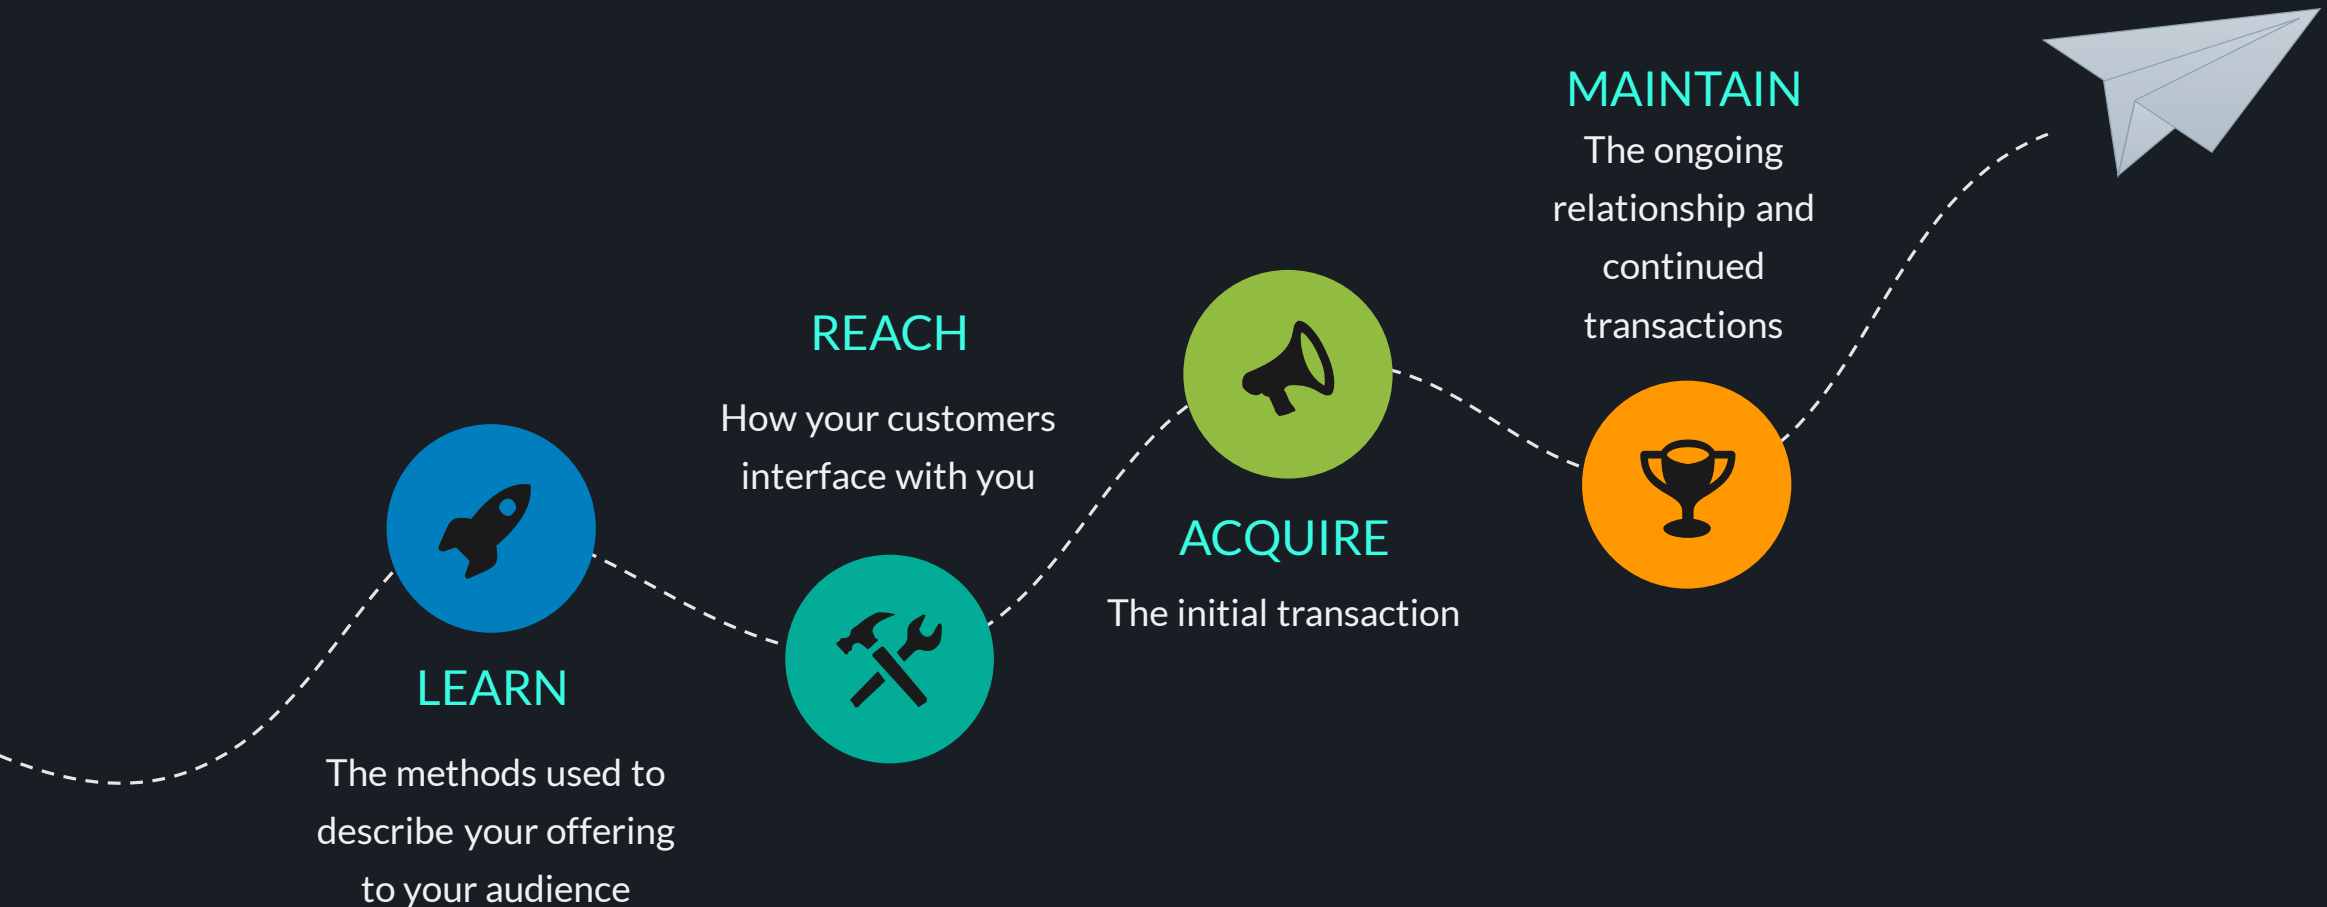 LEARN
The methods used to
describe your offering
to your audience
REACH
How your customers
interface with you
ACQUIRE
The initial transaction
MAINTAIN
The ongoing
relationship and
continued
transactions